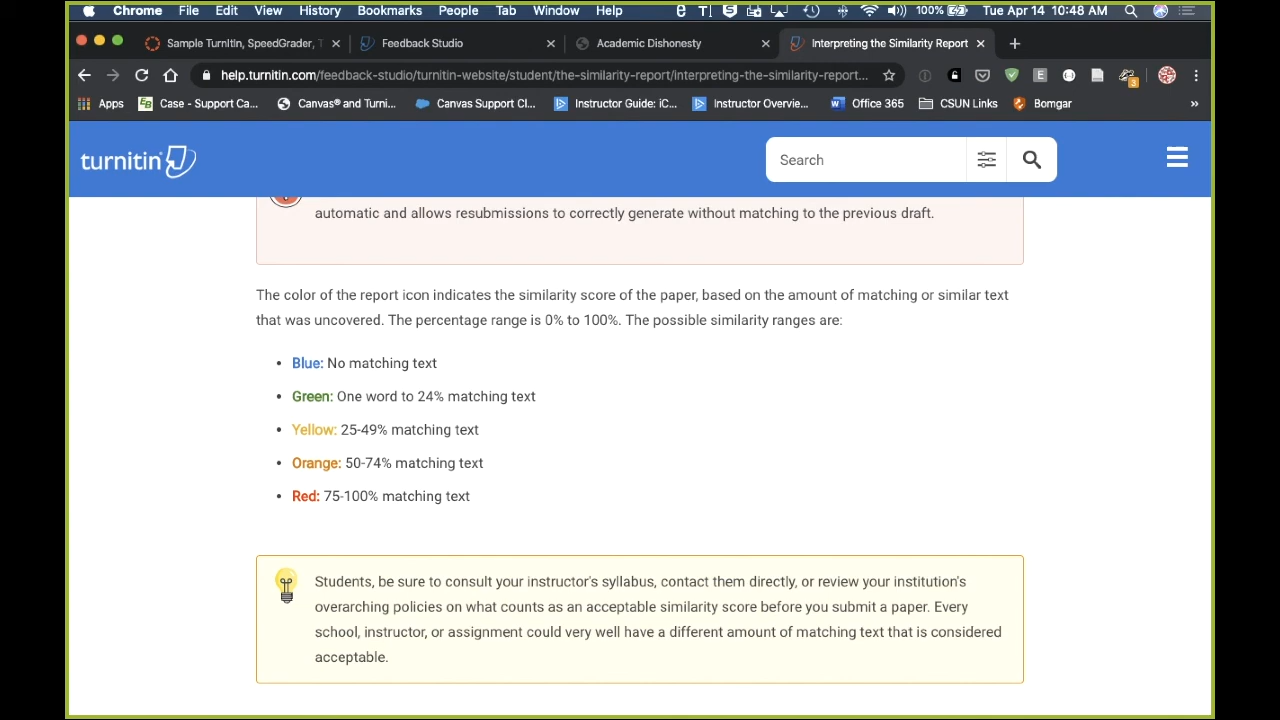 Chrome File Edit View History Bookmarks People Tab Window Help 100% Tue Apr 14 10:48 AM
Sample TurnItIn, SpeedGrader, T Feedback Studio Academic Dishonesty Interpreting the Similarity Report
help.turnitin.com/feedback-studio/turnitin-website/student/the-similarity-report/interpreting-the-similarity-report... 3
Apps Case - Support Ca... Canvas® and Turni... Canvas Support Cl... Instructor Guide: iC... Instructor Overvie... Office 365 CSUN Links Bomgar »
turnitin Search
automatic and allows resubmissions to correctly generate without matching to the previous draft.
The color of the report icon indicates the similarity score of the paper, based on the amount of matching or similar text
that was uncovered. The percentage range is 0% to 100%. The possible similarity ranges are:
• Blue: No matching text
• Green: One word to 24% matching text
• Yellow: 25-49% matching text
• Orange: 50-74% matching text
• Red: 75-100% matching text
Students, be sure to consult your instructor's syllabus, contact them directly, or review your institution's
overarching policies on what counts as an acceptable similarity score before you submit a paper. Every
school, instructor, or assignment could very well have a different amount of matching text that is considered
acceptable.